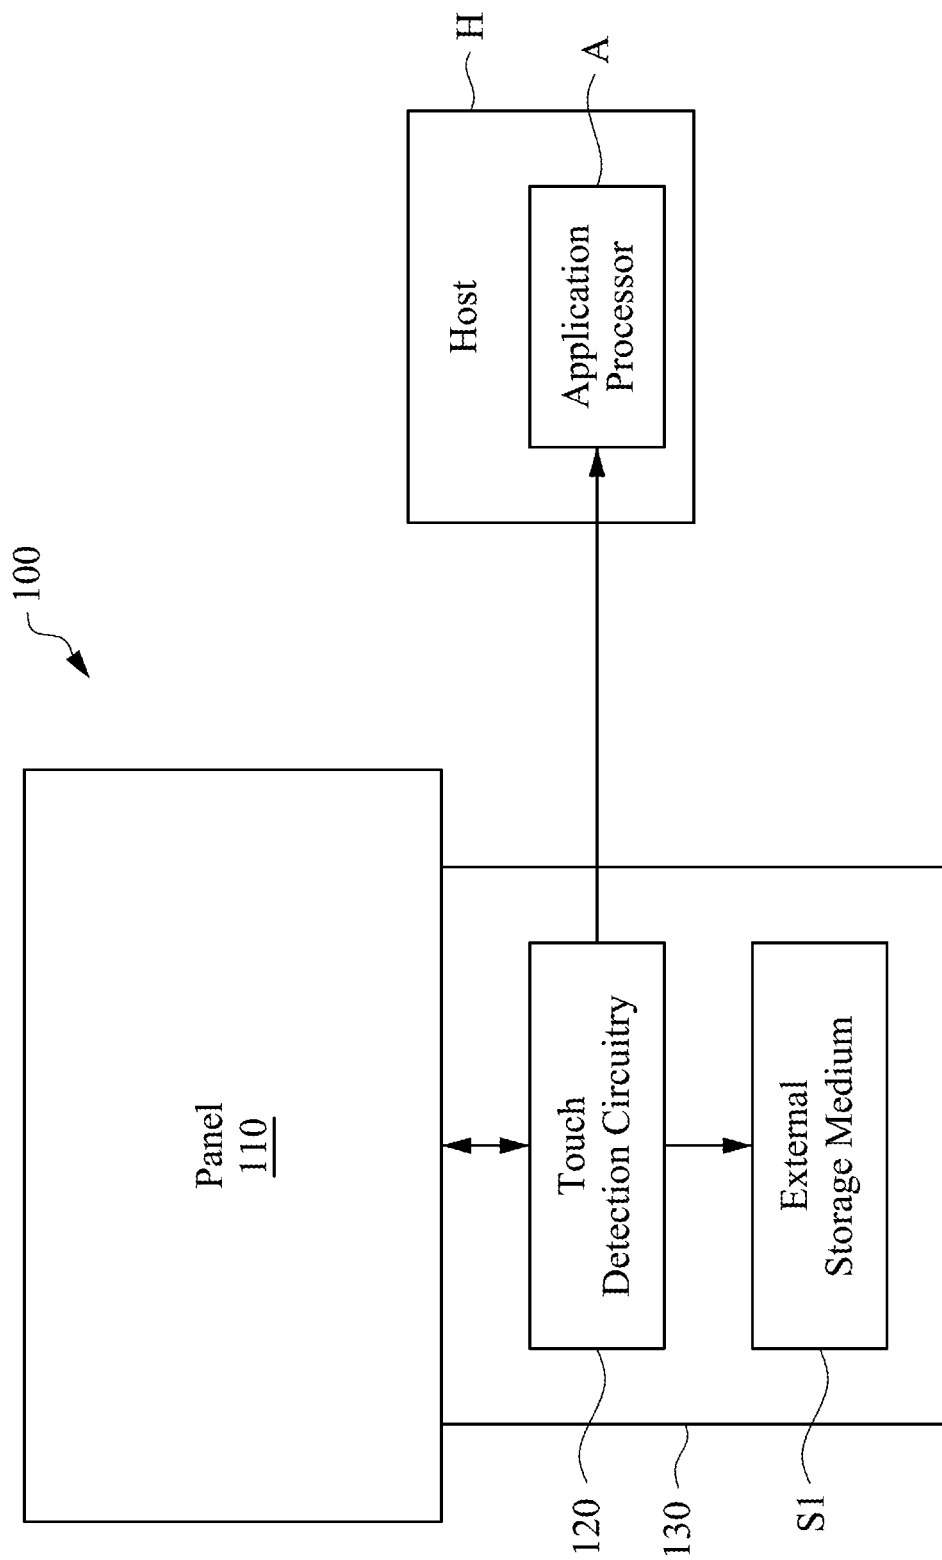 100
Panel
110
Touch
Detection Circuitry
External
Storage Medium
120
130
S1
Host
Application
Processor
H
A